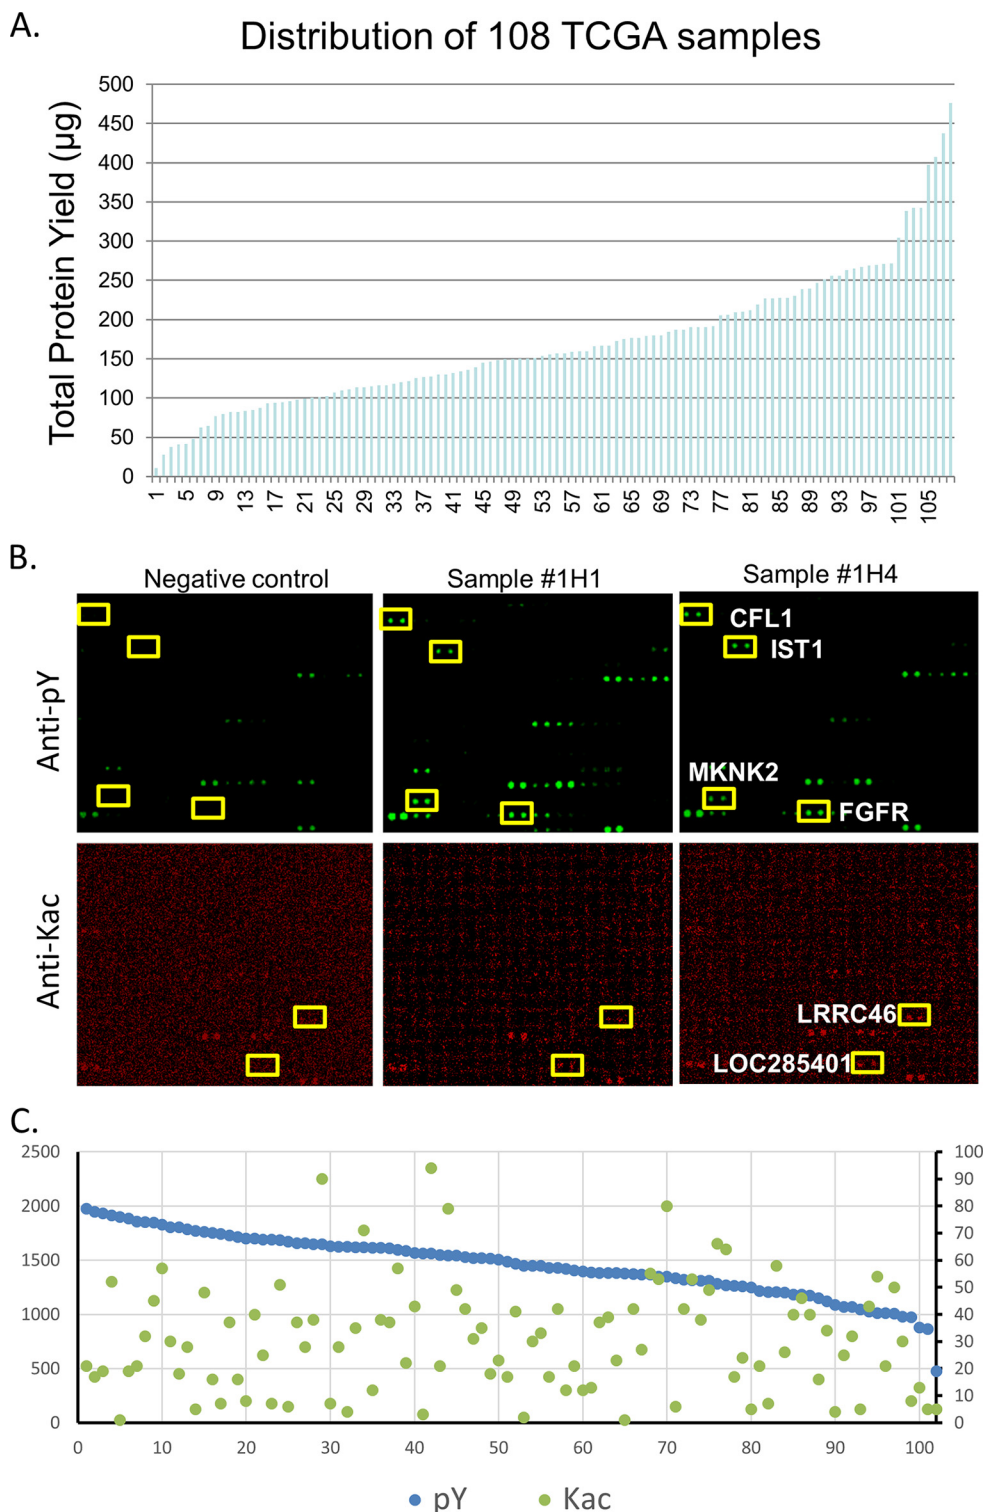 A.
Distribution of 108 TCGA samples
Total Protein Yield (µg)
500
450
400
350
300
250
200
150
100
50
0
1 5 9 13 17 21 25 29 33 37 41 45 49 53 57 61 65 69 73 77 81 85 89 93 97 101 105
B.
Negative control Sample #1H1 Sample #1H4
Anti-pY
CFL1
IST1
MKNK2
FGFR
Anti-Kac
LRRC46
LOC285401
C.
2500 100
90
2000 80
70
1500 60
50
1000 40
30
500 20
10
0 0
0 10 20 30 40 50 60 70 80 90 100
pY Kac